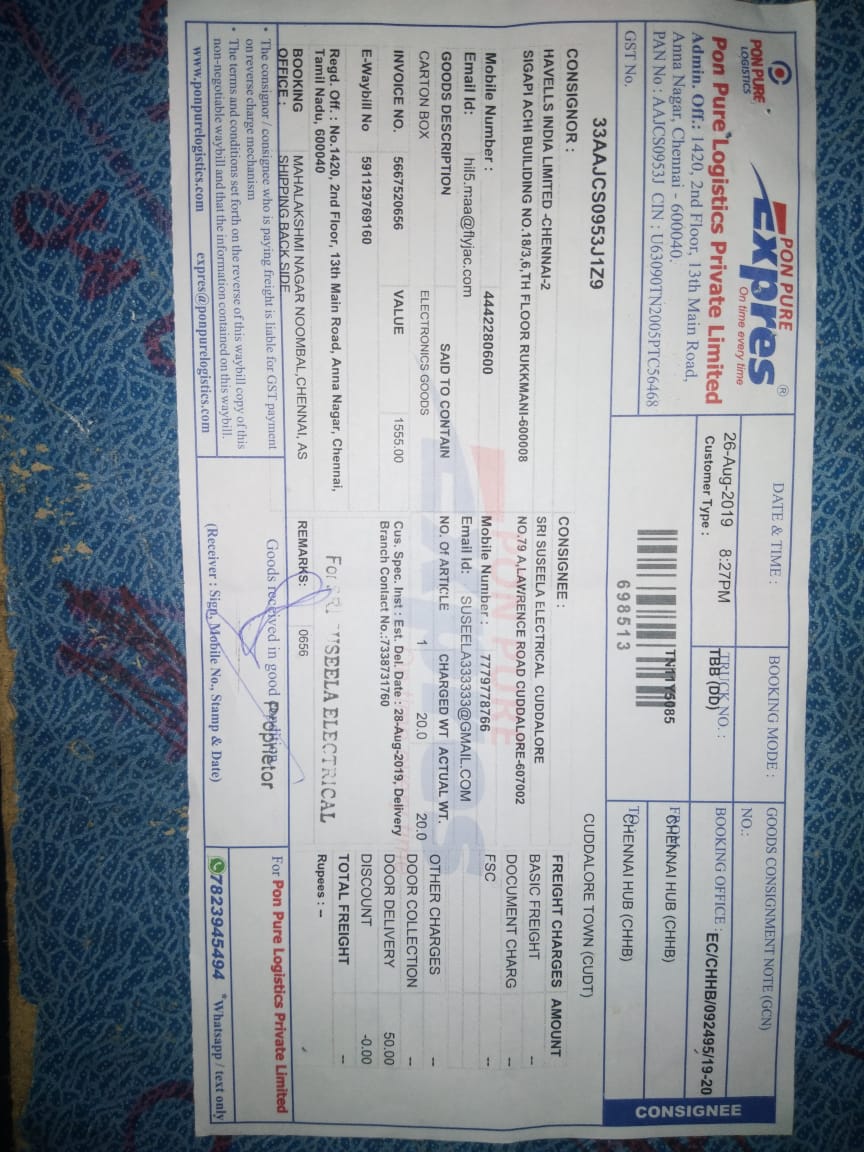 PON PURE
LOGISTICS
PON PURE
Expres ®
On time every time
Pon Pure Logistics Private Limited
Admin. Off.: 1420, 2nd Floor, 13th Main Road,
Anna Nagar, Chennai - 600040.
PAN No : AAJCS0953J CIN : U63090TN2005PTC56468
GST No.
33AAJCS0953J1Z9
DATE & TIME :
26-Aug-2019 8:27PM
Customer Type :
BOOKING MODE :
TRUCK NO. :
TBB (DD)
TN11Y5085
698513
GOODS CONSIGNMENT NOTE (GCN)
NO.:
BOOKING OFFICE : EC/CHHB/092495/19-20
CHENNAI HUB (CHHB)
CHENNAI HUB (CHHB)
CUDDALORE TOWN (CUDT)
CONSIGNEE
CONSIGNOR :
HAVELLS INDIA LIMITED -CHENNAI-2
SIGAPI ACHI BUILIDING NO.18/3,6,TH FLOOR RUKKMANI-600008
Mobile Number : 4442280600
Email Id: hil5.maa@flyjac.com
GOODS DESCRIPTION SAID TO CONTAIN
CARTON BOX ELECTRONICS GOODS
INVOICE NO. 5667520656 VALUE 1555.00
E-Waybill No 591129769160
CONSIGNEE :
SRI SUSEELA ELECTRICAL CUDDALORE
NO.79 A,LAWRENCE ROAD CUDDALORE-607002
Mobile Number : 7779778766
Email Id: SUSEELA333333@GMAIL.COM
NO. Of ARTICLE CHARGED WT ACTUAL WT.
1 20.0 20.0
Cus. Spec. Inst : Est. Del. Date : 28-Aug-2019, Delivery
Branch Contact No.:7338731760
FREIGHT CHARGES AMOUNT
BASIC FREIGHT --
DOCUMENT CHARG --
FSC --
OTHER CHARGES --
DOOR COLLECTION --
DOOR DELIVERY 50.00
DISCOUNT -0.00
TOTAL FREIGHT --
Rupees : --
Regd. Off. : No.1420, 2nd Floor, 13th Main Road, Anna Nagar, Chennai,
Tamil Nadu, 600040
BOOKING MAHALAKSHMI NAGAR NOOMBAL,CHENNAI, AS
OFFICE : SHIPPING BACK SIDE
• The consignor / consignee who is paying freight is liable for GST payment
on reverse charge mechanism
• The terms and conditions set forth on the reverse of this waybill copy of this
non-negotiable waybill and that the information contained on this waybill.
www.ponpurelogistics.com expres@ponpurelogistics.com
For SRI SUSEELA ELECTRICAL
REMARKS: 0656
Goods received in good condition
Proprietor
(Receiver : Sign, Mobile No., Stamp & Date)
For Pon Pure Logistics Private Limited
7823945494 *Whatsapp / text only